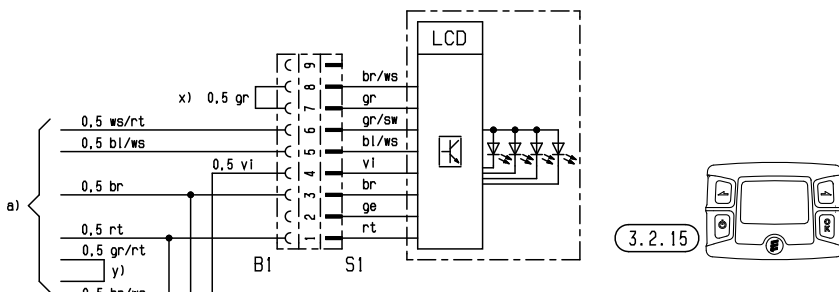 LCD
9
8
br/ws
x) 0,5 gr
7
gr
0,5 ws/rt
6
gr/sw
0,5 bl/ws
5
bl/ws
0,5 vi
4
vi
0,5 br
3
br
a)
2
ge
0,5 rt
1
rt
3.2.15
OK
0,5 gr/rt
B1
S1
y)